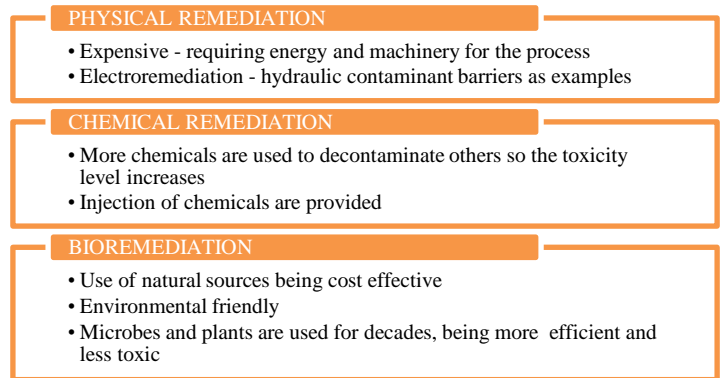 PHYSICAL REMEDIATION
• Expensive - requiring energy and machinery for the process
• Electroremediation - hydraulic contaminant barriers as examples
CHEMICAL REMEDIATION
• More chemicals are used to decontaminate others so the toxicity
level increases
• Injection of chemicals are provided
BIOREMEDIATION
• Use of natural sources being cost effective
• Environmental friendly
• Microbes and plants are used for decades, being more efficient and
less toxic